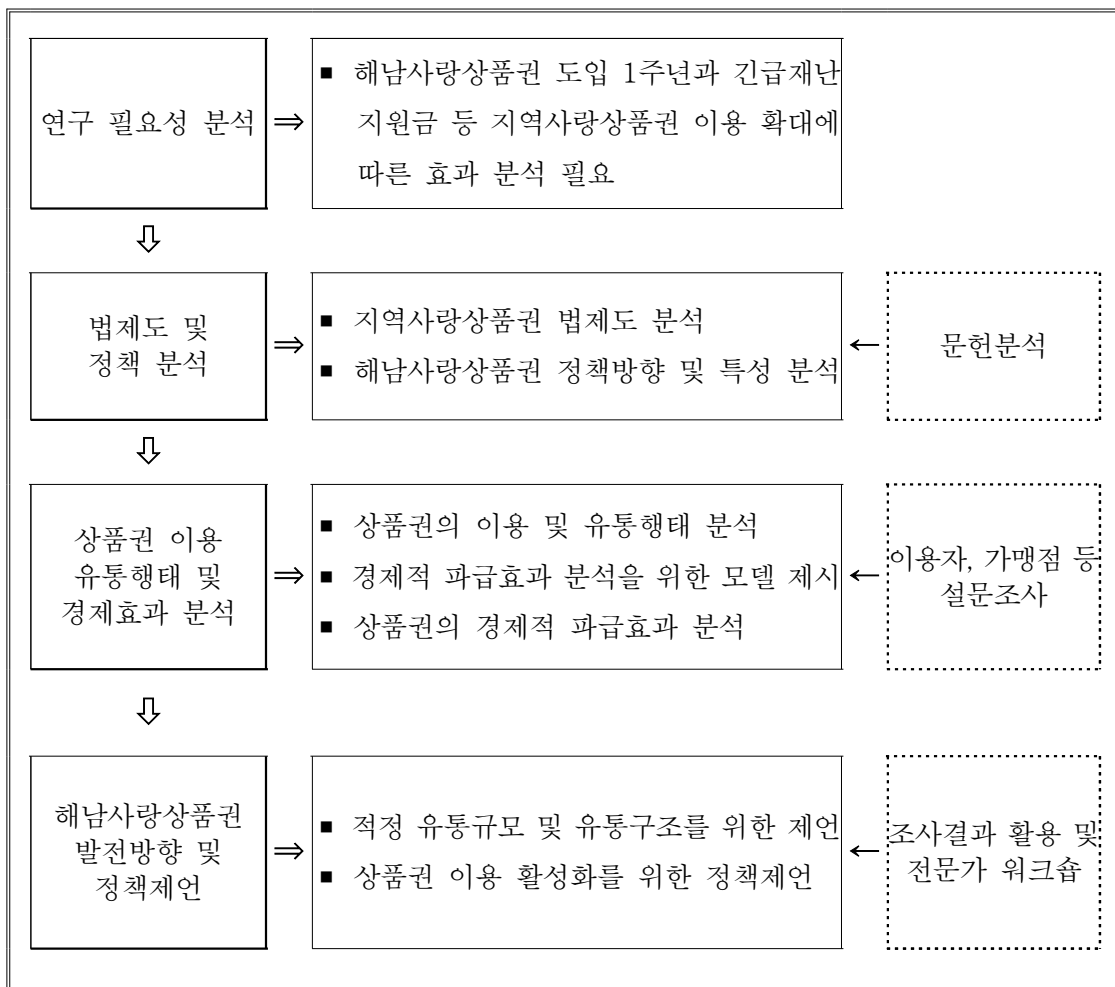 연구 필요성 분석
⇒
■ 해남사랑상품권 도입 1주년과 긴급재난
지원금 등 지역사랑상품권 이용 확대에
따른 효과 분석 필요
⇩
법제도 및
정책 분석
⇒
■ 지역사랑상품권 법제도 분석
■ 해남사랑상품권 정책방향 및 특성 분석
←
문헌분석
⇩
상품권 이용
유통행태 및
경제효과 분석
⇒
■ 상품권의 이용 및 유통행태 분석
■ 경제적 파급효과 분석을 위한 모델 제시
■ 상품권의 경제적 파급효과 분석
←
이용자, 가맹점 등
설문조사
⇩
해남사랑상품권
발전방향 및
정책제언
⇒
■ 적정 유통규모 및 유통구조를 위한 제언
■ 상품권 이용 활성화를 위한 정책제언
←
조사결과 활용 및
전문가 워크숍